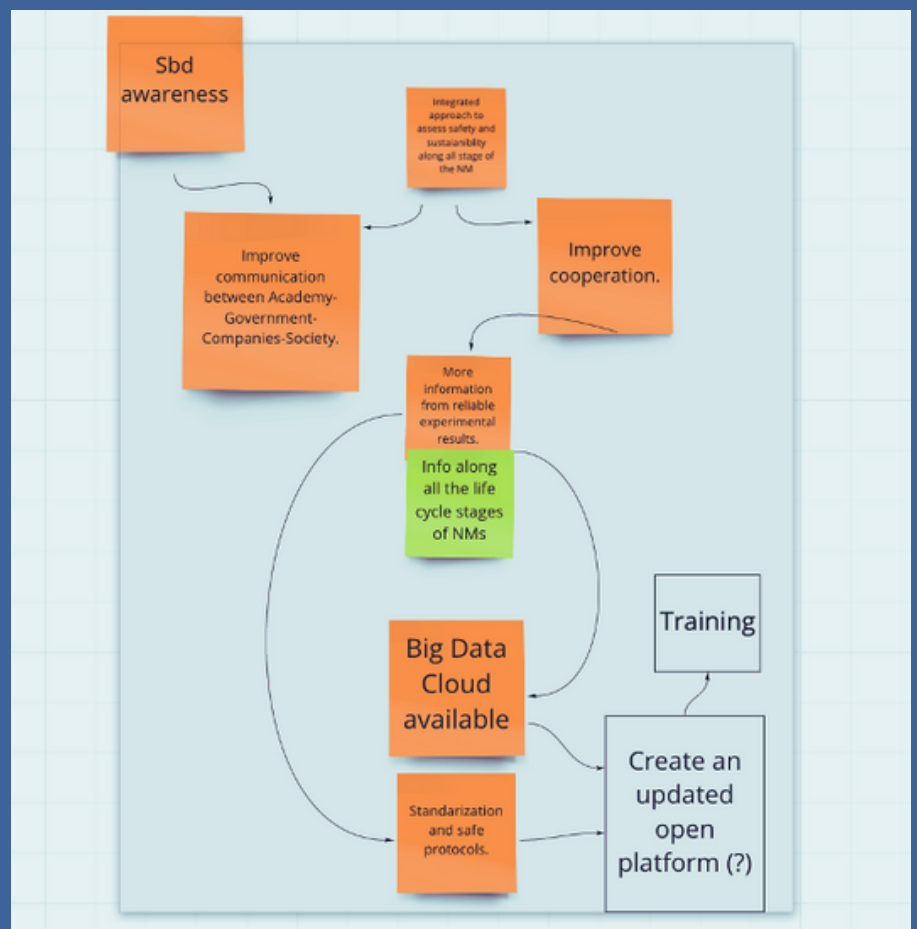 Sbd
awareness
Integrated
approach to
assess safety and
sustaianibility
along all stage of
the NM
Improve
communication
between Academy-
Government-
Companies-Society.
Improve
cooperation.
More
information
from reliable
experimental
results.
Info along
all the life
cycle stages
of NMs
Training
Big Data
Cloud
available
Create an
updated
open
platform (?)
Standarization
and safe
protocols.